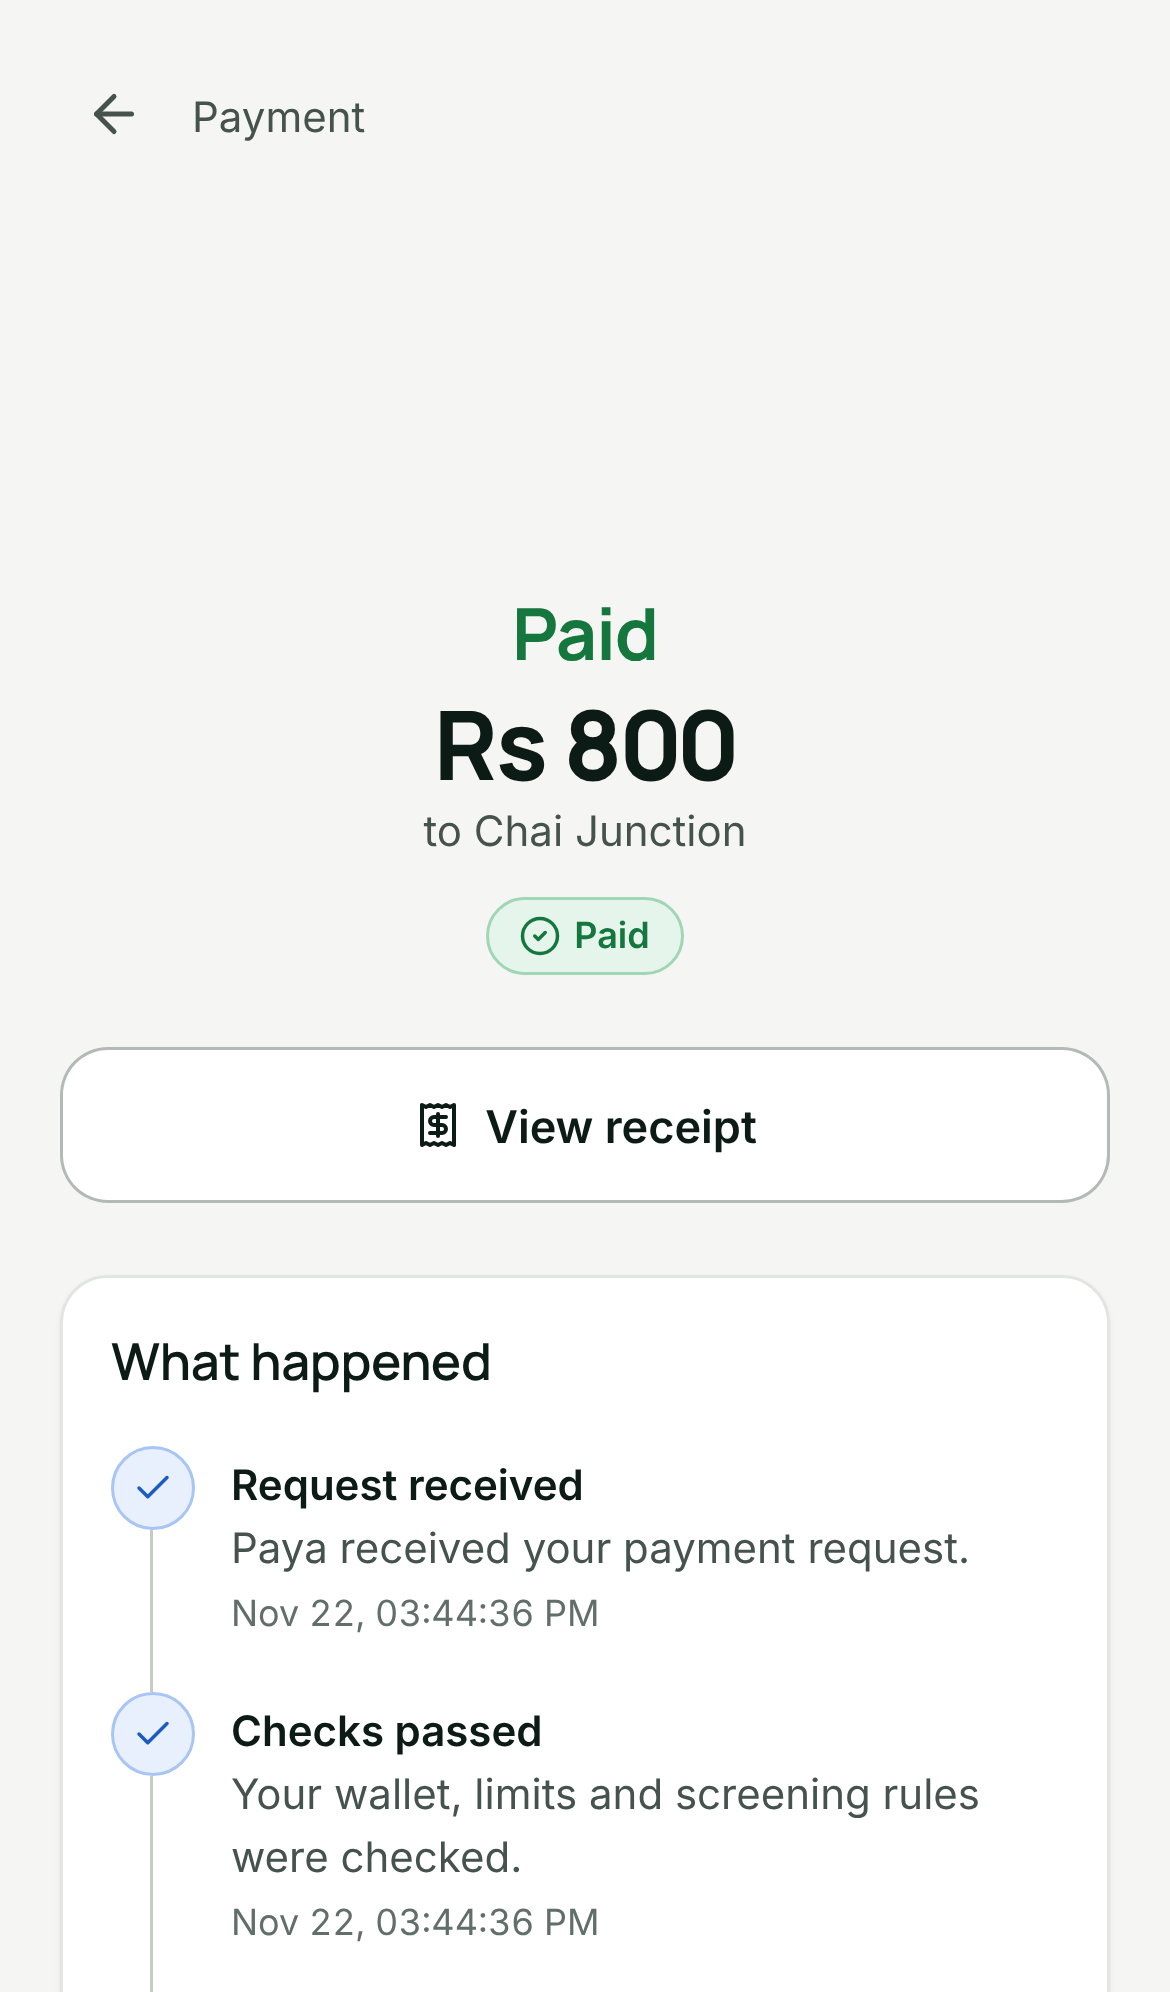 Payment
Paid
Rs 800
to Chai Junction
Paid
View receipt
What happened
Request received
Paya received your payment request.
Nov 22, 03:44:36 PM
Checks passed
Your wallet, limits and screening rules
were checked.
Nov 22, 03:44:36 PM